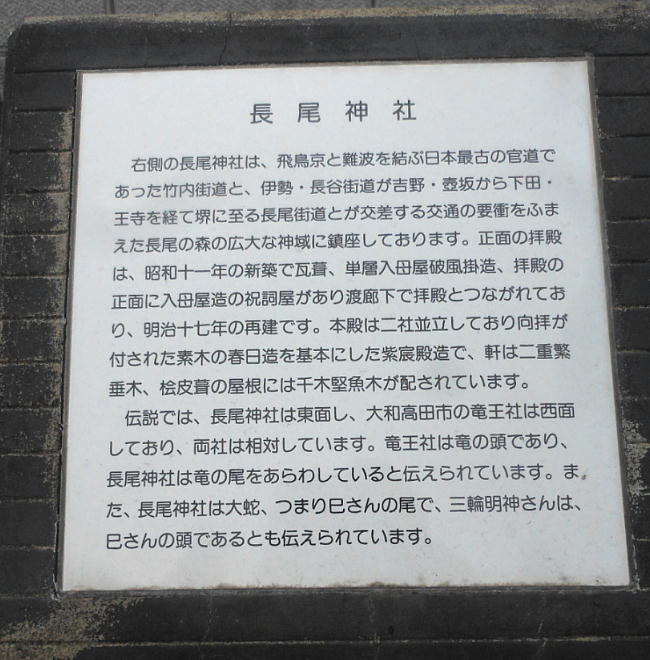 長尾神社
右側の長尾神社は、飛鳥京と難波を結ぶ日本最古の官道で
あった竹内街道と、伊勢・長谷街道が吉野・壺坂から下田・
王寺を経て堺に至る長尾街道とが交差する交通の要衝をふま
えた長尾の森の広大な神域に鎮座しております。正面の拝殿
は、昭和十一年の新築で瓦葺、単層入母屋破風掛造、拝殿の
正面に入母屋造の祝詞屋があり渡廊下で拝殿とつながれてお
り、明治十七年の再建です。本殿は二社並立しており向拝が
付された素木の春日造を基本にした紫宸殿造で、軒は二重繁
垂木、桧皮葺の屋根には千木堅魚木が配されています。
伝説では、長尾神社は東面し、大和高田市の竜王社は西面
しており、両社は相対しています。竜王社は竜の頭であり、
長尾神社は竜の尾をあらわしていると伝えられています。ま
た、長尾神社は大蛇、つまり巳さんの尾で、三輪明神さんは、
巳さんの頭であるとも伝えられています。